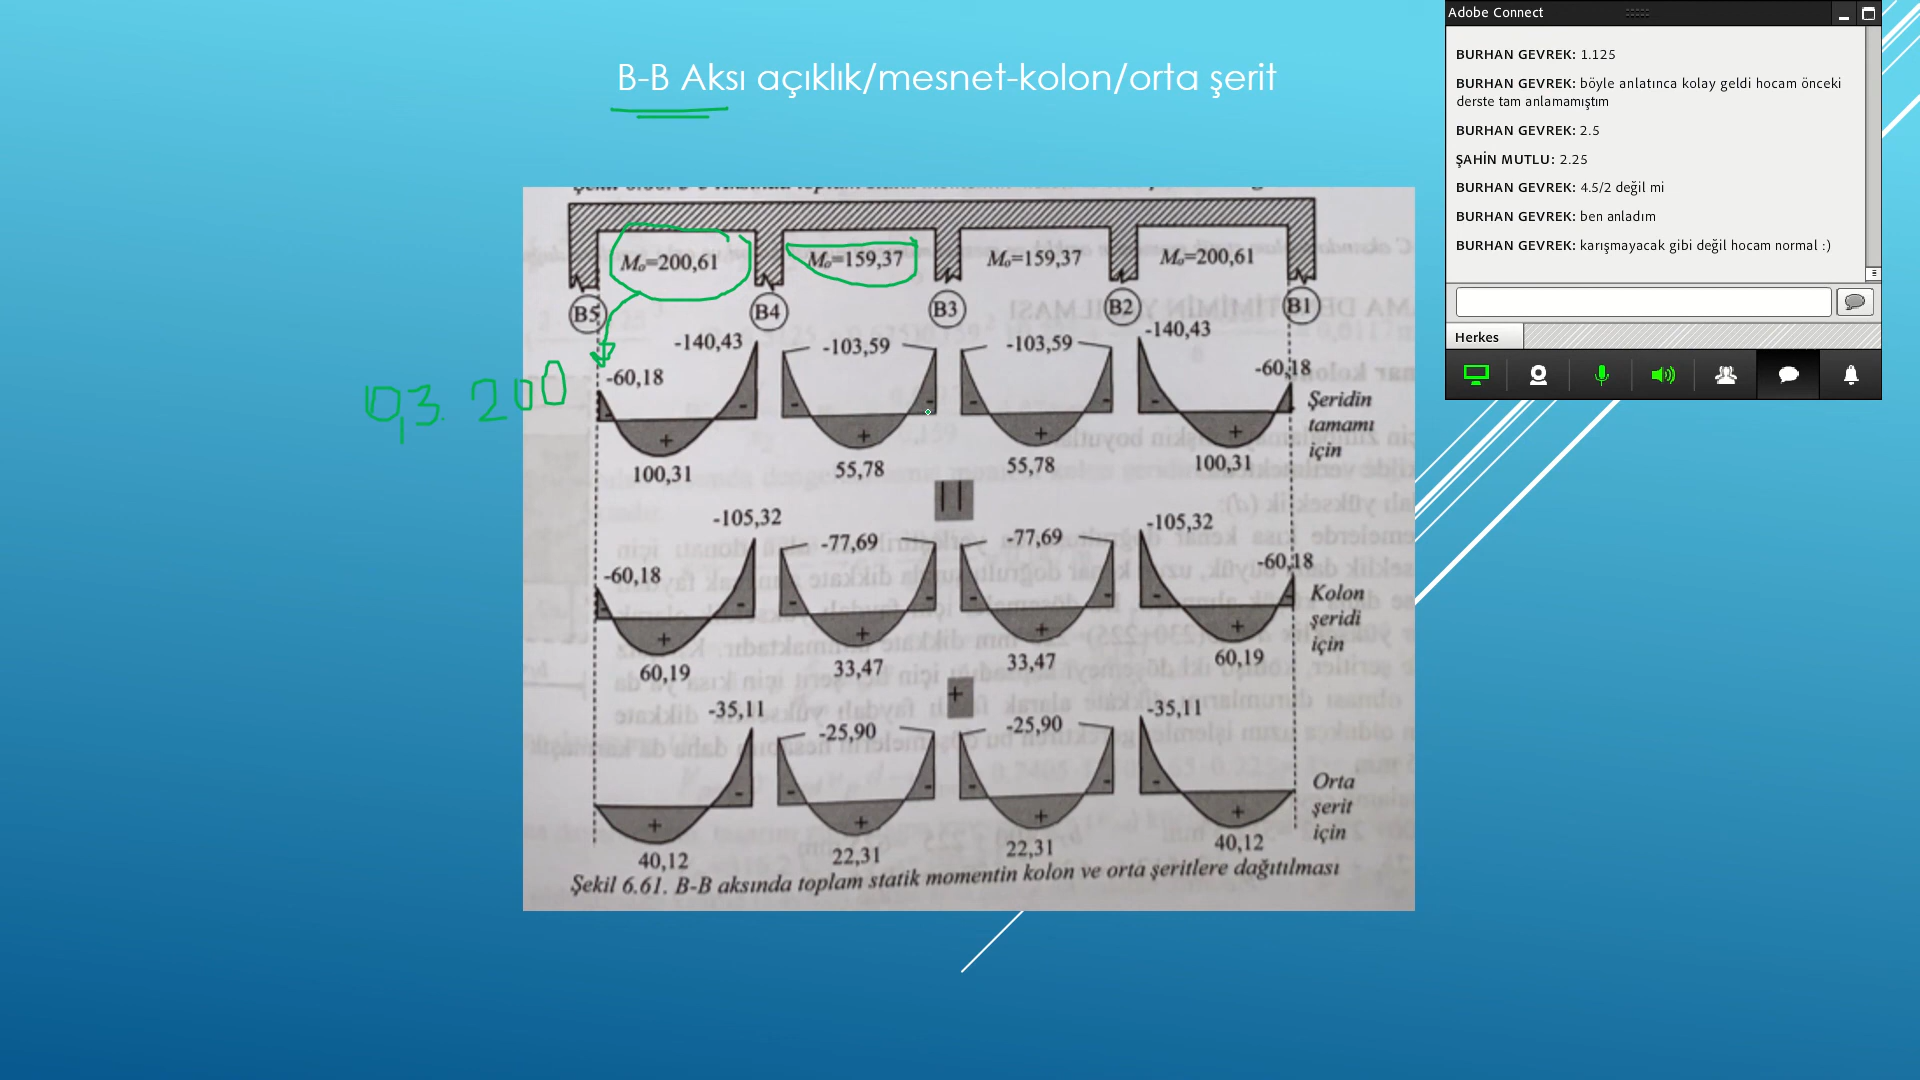 B-B Aksı açıklık/mesnet-kolon/orta şerit
Mₒ=200,61
Mₒ=159,37
Mₒ=159,37
Mₒ=200,61
B5
B4
B3
B2
B1
-140,43
-103,59
-103,59
-140,43
-60,18
-60,18
0,3. 200
Şeridin
tamamı
için
100,31
55,78
55,78
100,31
-105,32
-77,69
-77,69
-105,32
-60,18
-60,18
Kolon
şeridi
için
60,19
33,47
33,47
60,19
+
-35,11
-25,90
-25,90
-35,11
Orta
şerit
için
40,12
22,31
22,31
40,12
Şekil 6.61. B-B aksında toplam statik momentin kolon ve orta şeritlere dağıtılması
Adobe Connect
BURHAN GEVREK: 1.125
BURHAN GEVREK: böyle anlatınca kolay geldi hocam önceki
derste tam anlamamıştım
BURHAN GEVREK: 2.5
ŞAHİN MUTLU: 2.25
BURHAN GEVREK: 4.5/2 değil mi
BURHAN GEVREK: ben anladım
BURHAN GEVREK: karışmayacak gibi değil hocam normal :)
Herkes